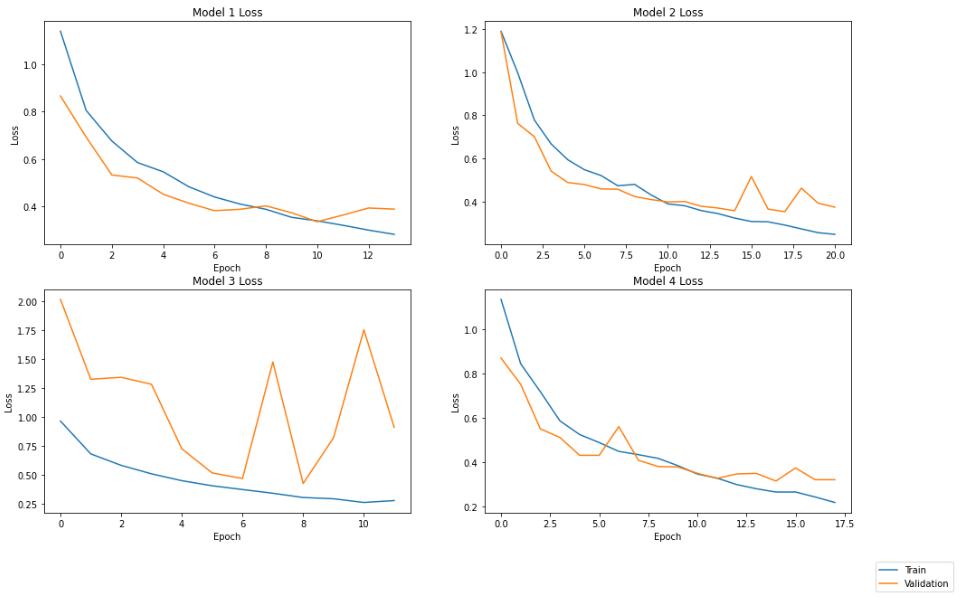 Model 1 Loss
Model 2 Loss
1.0
0.8
0.6
0.4
Loss
0 2 4 6 8 10 12
Epoch
1.2
1.0
0.8
0.6
0.4
Loss
0.0 2.5 5.0 7.5 10.0 12.5 15.0 17.5 20.0
Epoch
Model 3 Loss
Model 4 Loss
2.00
1.75
1.50
1.25
1.00
0.75
0.50
0.25
Loss
0 2 4 6 8 10
Epoch
1.0
0.8
0.6
0.4
0.2
Loss
0.0 2.5 5.0 7.5 10.0 12.5 15.0 17.5
Epoch
Train
Validation